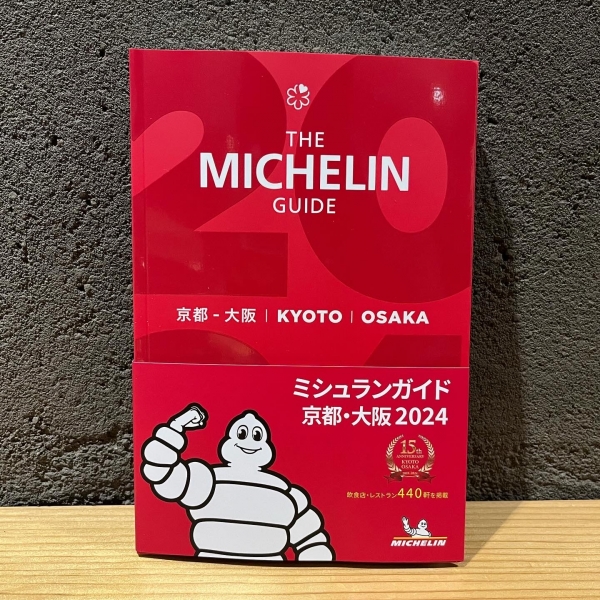 THE
MICHELIN
GUIDE
2024
京都 - 大阪 | KYOTO | OSAKA
ミシュランガイド
京都・大阪 2024
15th
ANNIVERSARY
KYOTO
OSAKA
飲食店・レストラン440軒を掲載
MICHELIN